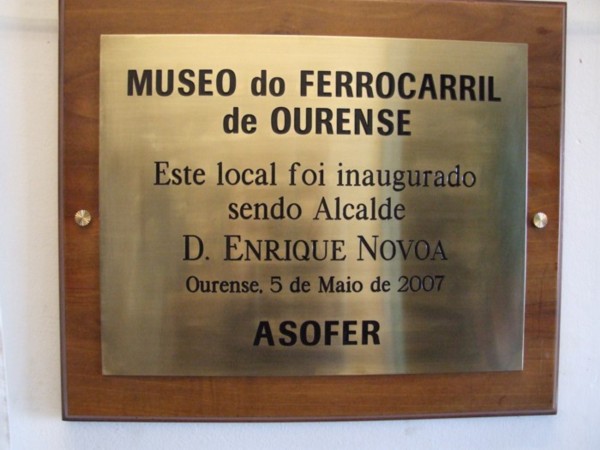 MUSEO do FERROCARRIL
de OURENSE
Este local foi inaugurado
sendo Alcalde
D. ENRIQUE NOVOA
Ourense, 5 de Maio de 2007
ASOFER